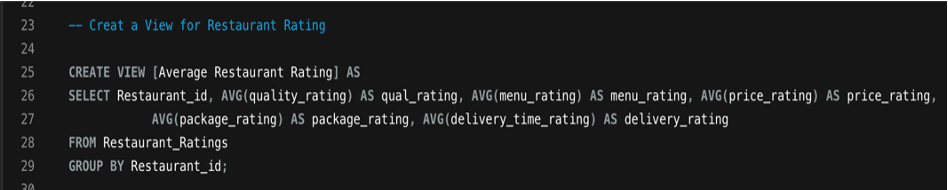 23 -- Creat a View for Restaurant Rating
24
25 CREATE VIEW [Average Restaurant Rating] AS
26 SELECT Restaurant_id, AVG(quality_rating) AS qual_rating, AVG(menu_rating) AS menu_rating, AVG(price_rating) AS price_rating,
27 AVG(package_rating) AS package_rating, AVG(delivery_time_rating) AS delivery_rating
28 FROM Restaurant_Ratings
29 GROUP BY Restaurant_id;